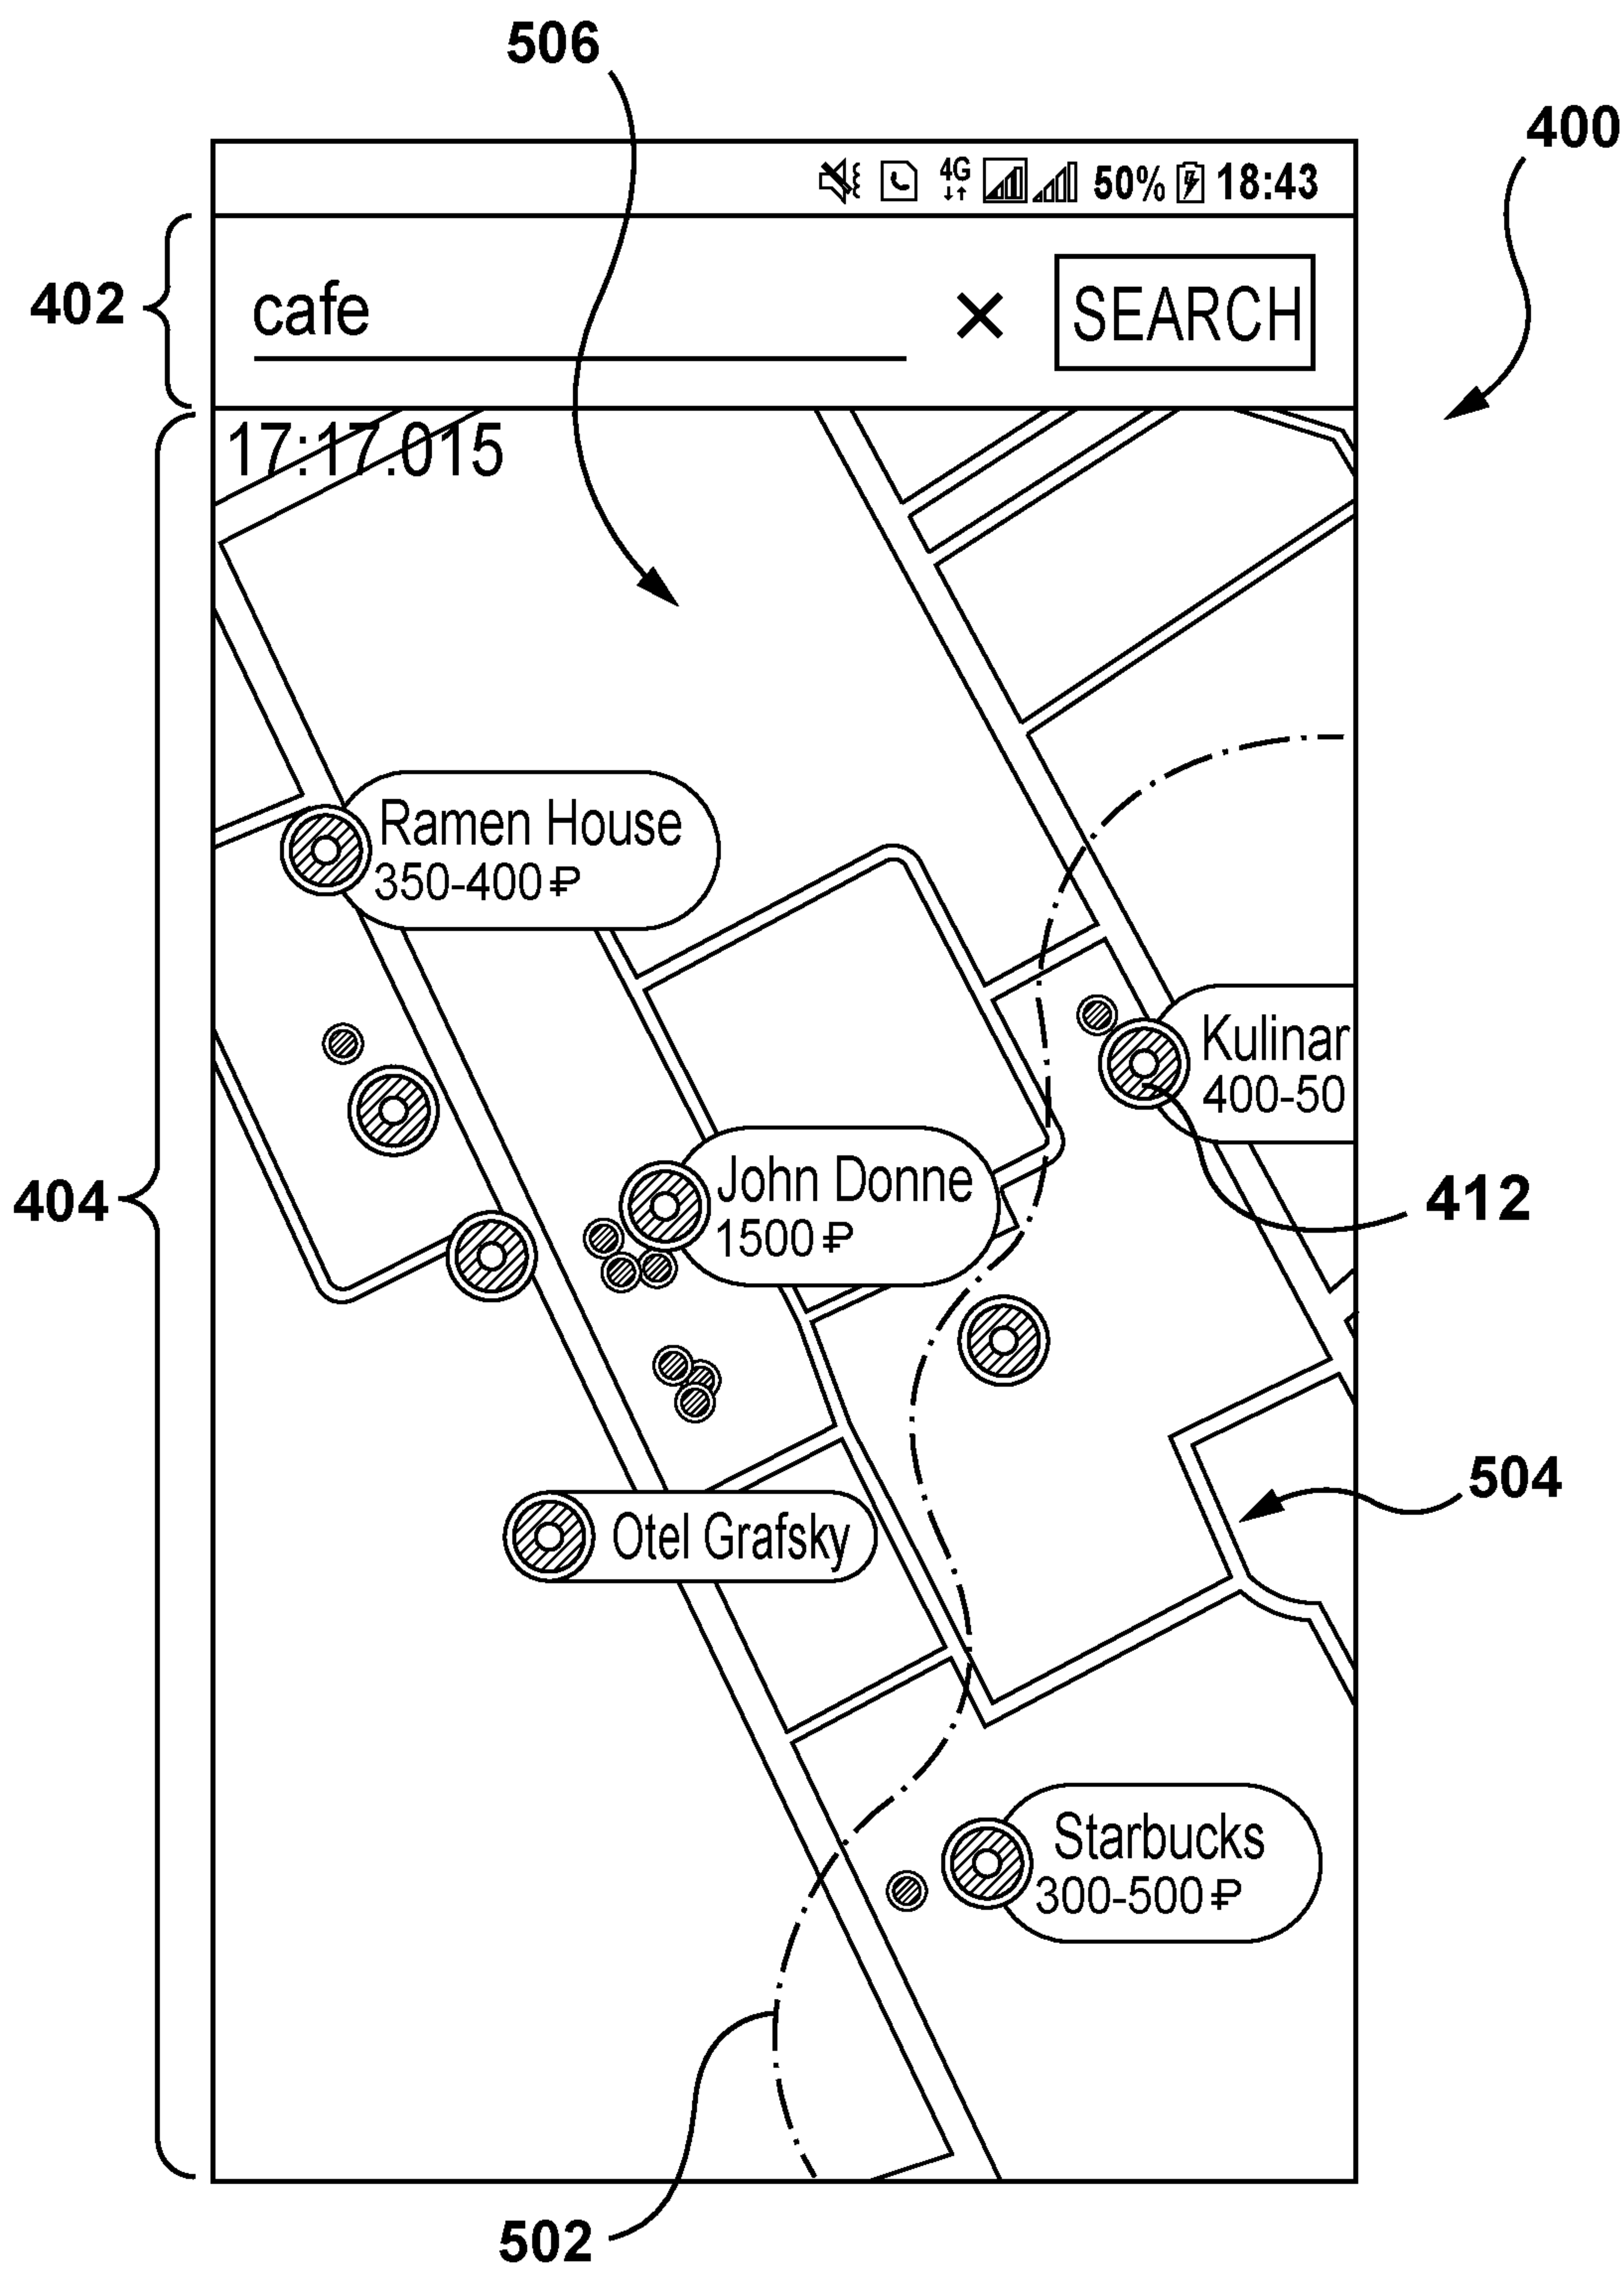 506
400
4G 50% 18:43
402
cafe × SEARCH
17:17.015
Ramen House
350-400 ₽
Kulinar
400-50
404
John Donne
1500 ₽
412
504
Otel Grafsky
Starbucks
300-500 ₽
502